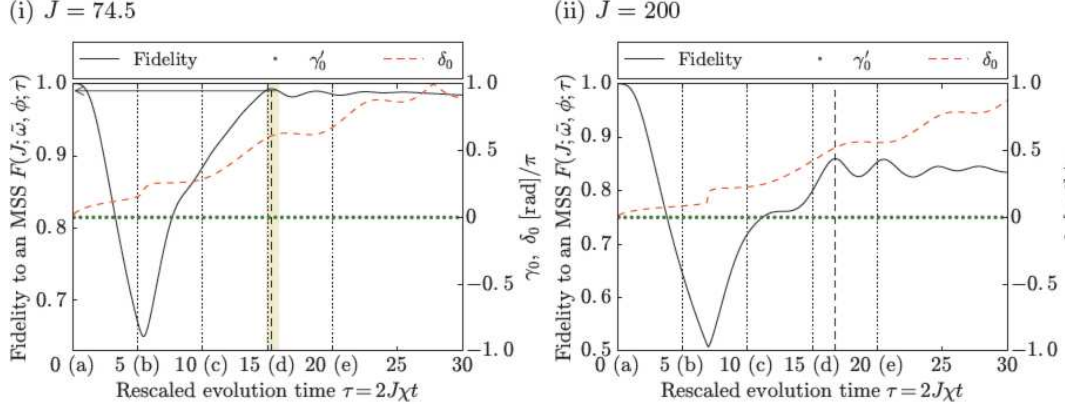 (i) J = 74.5
Fidelity γ′₀ δ₀
Fidelity to an MSS F(J; ω̃, ϕ; τ)
1.0
0.9
0.8
0.7
1.0
0.5
0
−0.5
−1.0
γ₀, δ₀ [rad]/π
0 (a) 5 (b) 10 (c) 15 (d) 20 (e) 25 30
Rescaled evolution time τ = 2Jχt
(ii) J = 200
Fidelity γ′₀ δ₀
Fidelity to an MSS F(J; ω̃, ϕ; τ)
1.0
0.9
0.8
0.7
0.6
0.5
1.0
0.5
0
−0.5
−1.0
0 (a) 5 (b) 10 (c) 15 (d) 20 (e) 25 30
Rescaled evolution time τ = 2Jχt